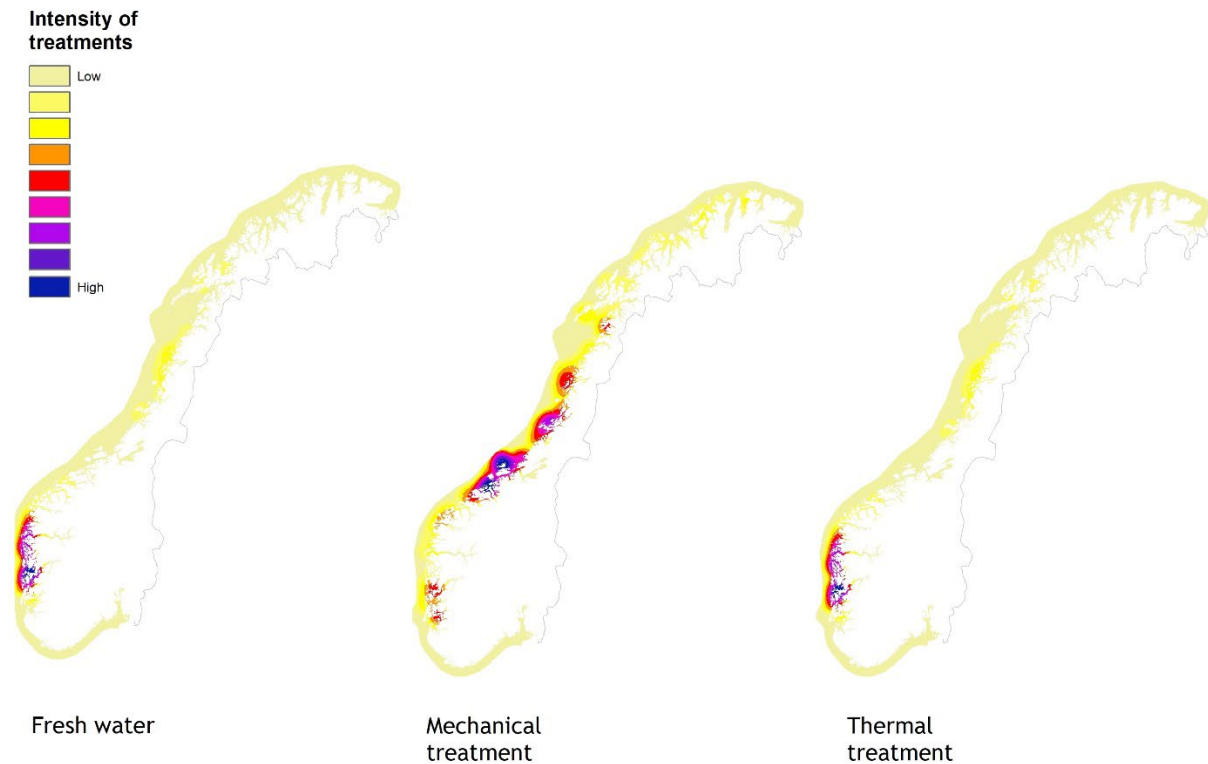 Intensity of
treatments
Low
High
Fresh water
Mechanical
treatment
Thermal
treatment